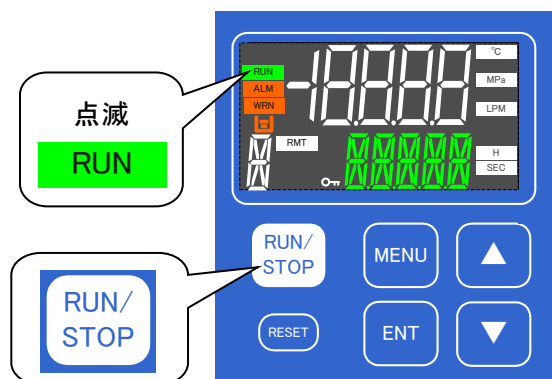 点滅
RUN
RUN
ALM
WRN
RMT
℃
MPa
LPM
H
SEC
RUN/
STOP
RUN/
STOP
MENU
RESET
ENT